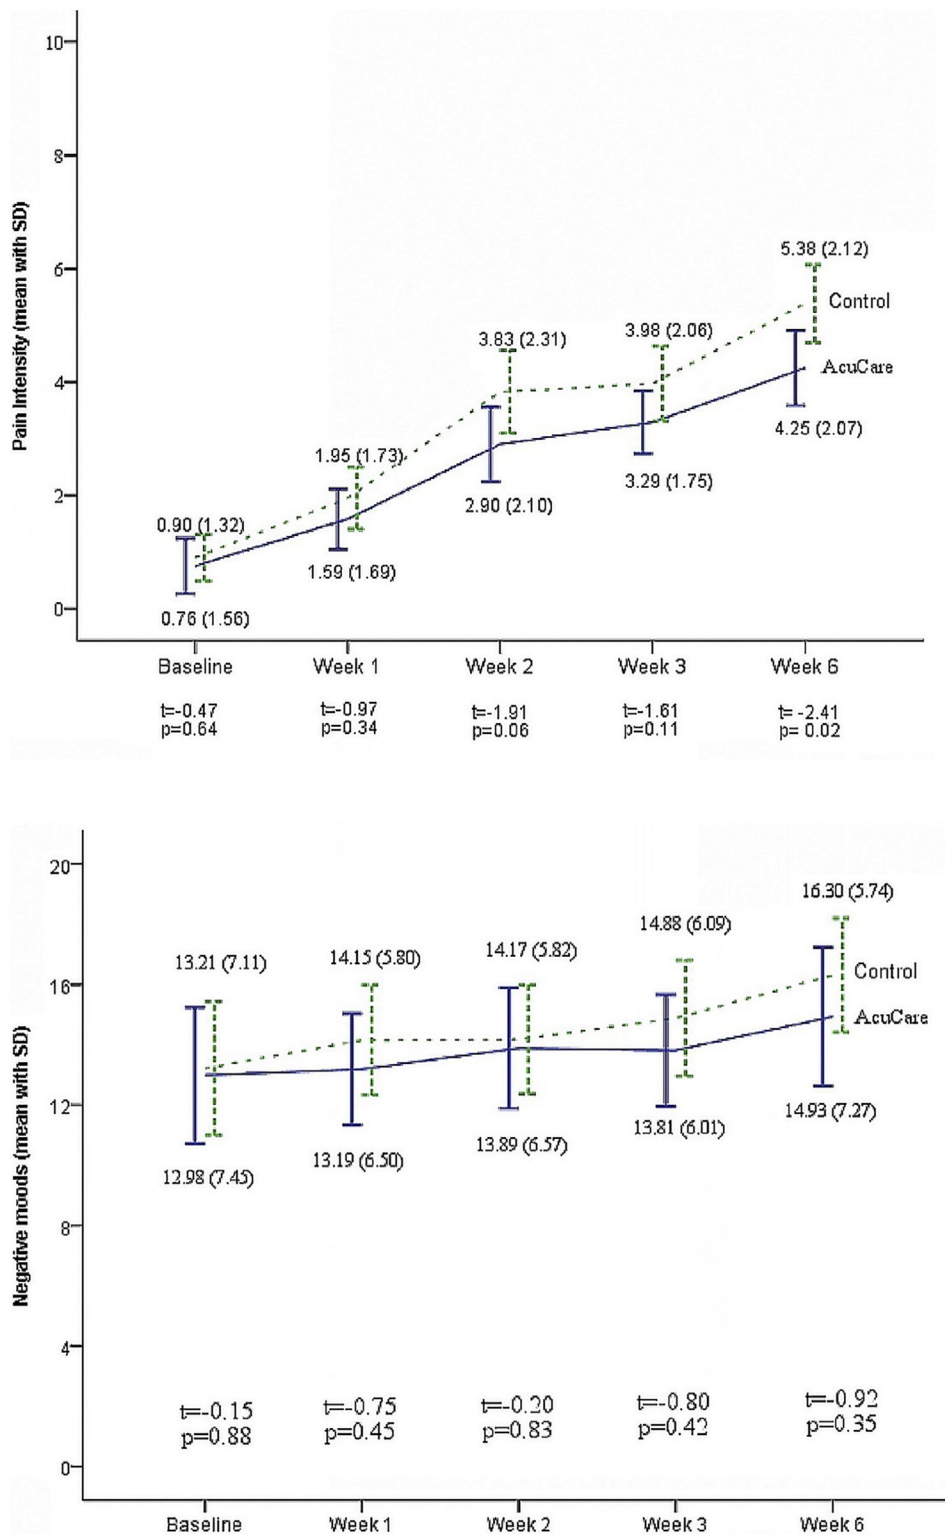 Pain Intensity (mean with SD)
10
8
6
4
2
0
5.38 (2.12)
Control
3.83 (2.31)
3.98 (2.06)
AcuCare
4.25 (2.07)
1.95 (1.73)
3.29 (1.75)
2.90 (2.10)
0.90 (1.32)
1.59 (1.69)
0.76 (1.56)
Baseline
Week 1
Week 2
Week 3
Week 6
t=-0.47
p=0.64
t=-0.97
p=0.34
t=-1.91
p=0.06
t=-1.61
p=0.11
t= -2.41
p= 0.02
Negative moods (mean with SD)
20
16
12
8
4
0
16.30 (5.74)
14.88 (6.09)
14.17 (5.82)
14.15 (5.80)
13.21 (7.11)
Control
AcuCare
14.93 (7.27)
13.81 (6.01)
13.89 (6.57)
13.19 (6.50)
12.98 (7.45)
t=-0.15
p=0.88
t=-0.75
p=0.45
t=-0.20
p=0.83
t=-0.80
p=0.42
t=-0.92
p=0.35
Baseline
Week 1
Week 2
Week 3
Week 6